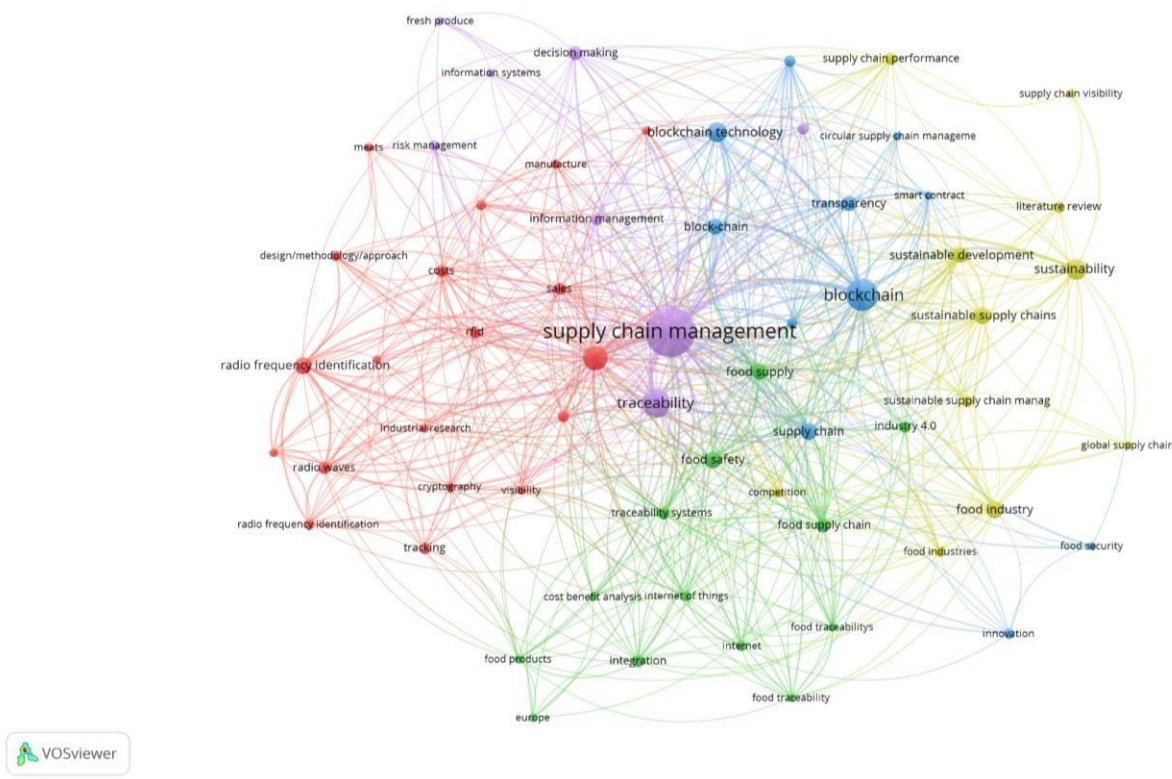 fresh produce
decision making
supply chain performance
information systems
supply chain visibility
blockchain technology
circular supply chain manageme
meats
risk management
manufacture
smart contract
transparency
literature review
information management
block-chain
design/methodology/approach
sustainable development
costs
sustainability
sales
blockchain
sustainable supply chains
rfid
supply chain management
radio frequency identification
food supply
traceability
sustainable supply chain manag
industrial research
supply chain
industry 4.0
global supply chain
radio waves
food safety
cryptography
visibility
competition
traceability systems
food industry
radio frequency identification
food supply chain
tracking
food industries
food security
cost benefit analysis
internet of things
food traceabilitys
innovation
internet
food products
integration
food traceability
europe
VOSviewer